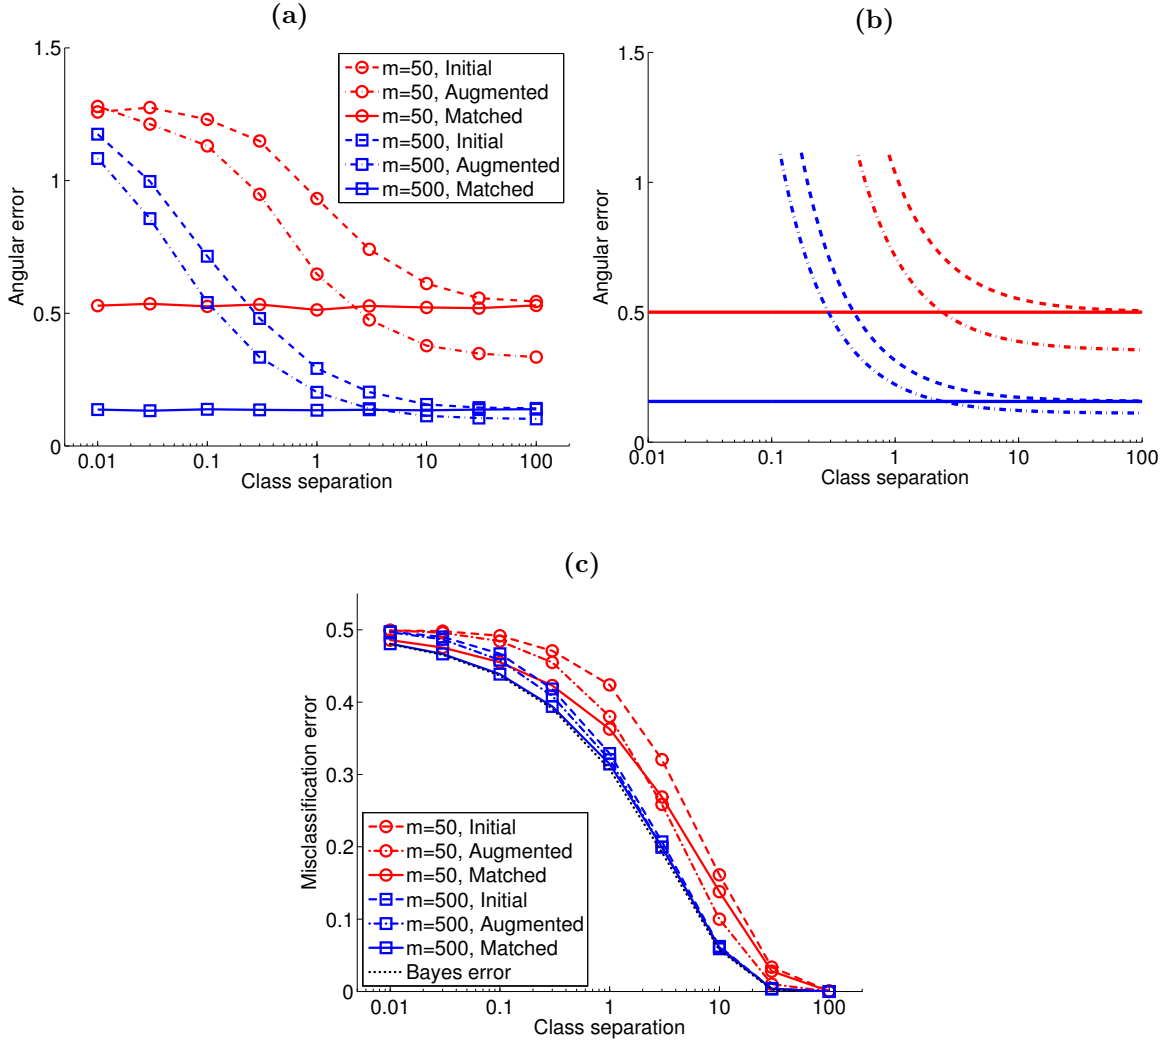 (a)
1.5
1
0.5
0
Angular error
0.01
0.1
1
10
100
Class separation
m=50, Initial
m=50, Augmented
m=50, Matched
m=500, Initial
m=500, Augmented
m=500, Matched
(b)
1.5
1
0.5
0
Angular error
0.01
0.1
1
10
100
Class separation
(c)
0.5
0.4
0.3
0.2
0.1
0
Misclassification error
m=50, Initial
m=50, Augmented
m=50, Matched
m=500, Initial
m=500, Augmented
m=500, Matched
Bayes error
0.01
0.1
1
10
100
Class separation